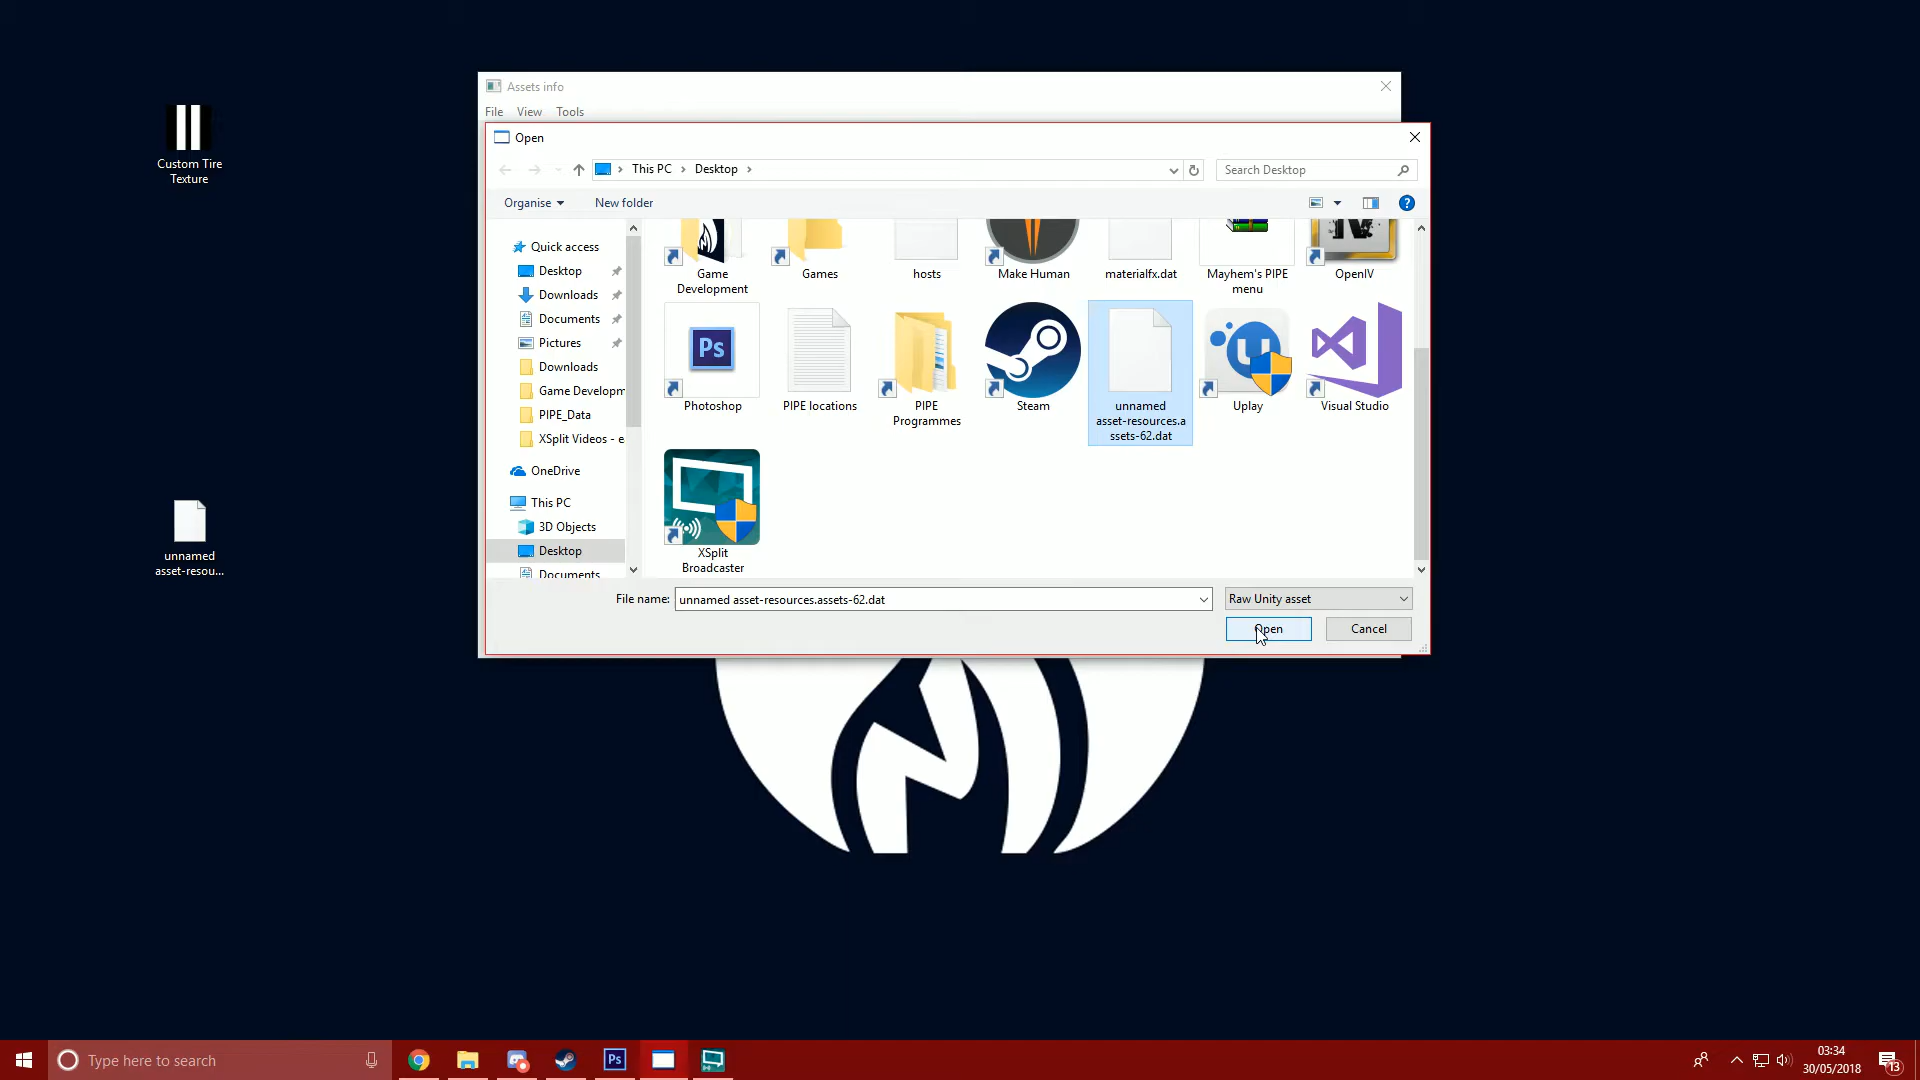 Custom Tire
Texture
unnamed
asset-resou...
Assets info
File View Tools
Open
This PC Desktop
Search Desktop
Organise
New folder
Quick access
Desktop
Downloads
Documents
Pictures
Downloads
Game Developm
PIPE_Data
XSplit Videos - e
OneDrive
This PC
3D Objects
Desktop
Documents
Game
Development
Games
hosts
Make Human
materialfx.dat
Mayhem's PIPE
menu
IV
OpenIV
Ps
Photoshop
PIPE locations
PIPE
Programmes
Steam
unnamed
asset-resources.a
ssets-62.dat
Uplay
Visual Studio
XSplit
Broadcaster
File name:
unnamed asset-resources.assets-62.dat
Raw Unity asset
Open
Cancel
Type here to search
Ps
03:34
30/05/2018
13